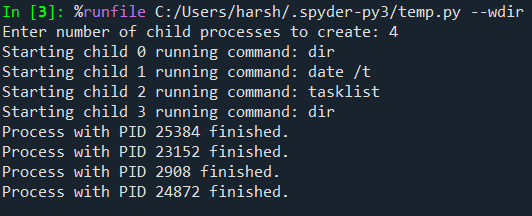 In [3]: %runfile C:/Users/harsh/.spyder-py3/temp.py --wdir
Enter number of child processes to create: 4
Starting child 0 running command: dir
Starting child 1 running command: date /t
Starting child 2 running command: tasklist
Starting child 3 running command: dir
Process with PID 25384 finished.
Process with PID 23152 finished.
Process with PID 2908 finished.
Process with PID 24872 finished.